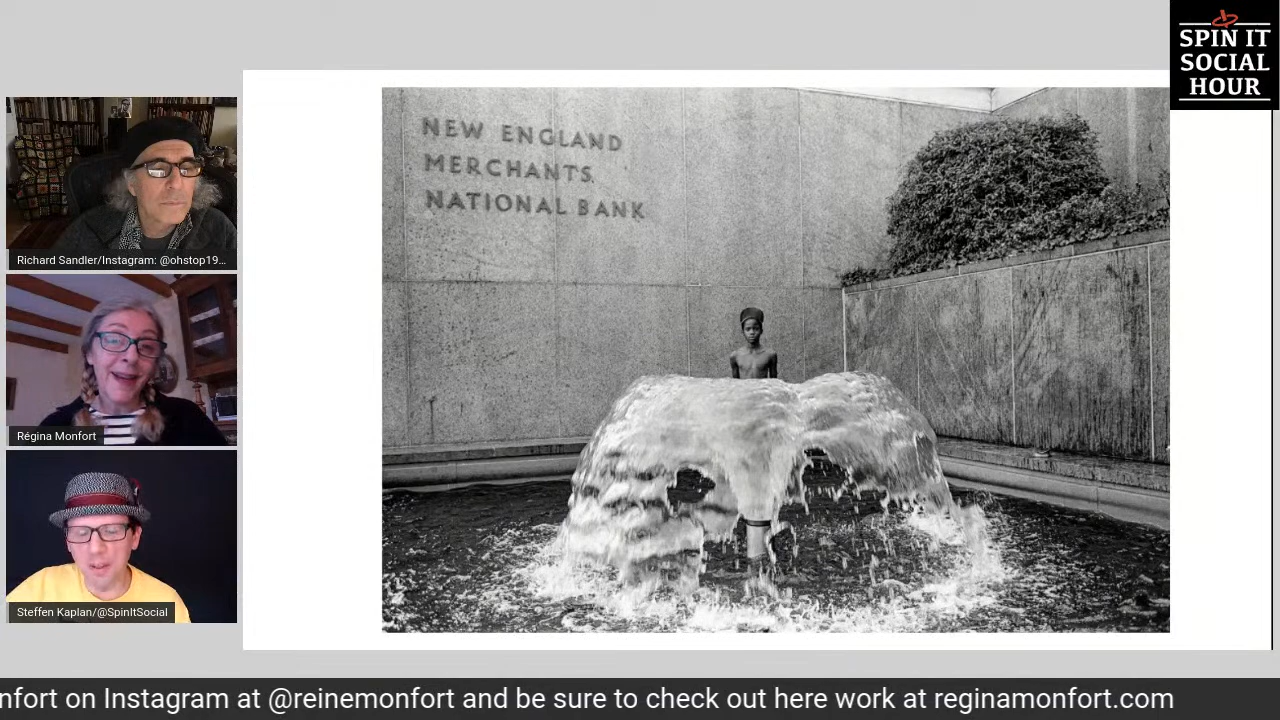 SPIN IT
SOCIAL
HOUR
Richard Sandler/Instagram: @ohstop19...
Régina Monfort
Steffen Kaplan/@SpinItSocial
NEW ENGLAND
MERCHANTS
NATIONAL BANK
nfort on Instagram at @reinemonfort and be sure to check out here work at reginamonfort.com